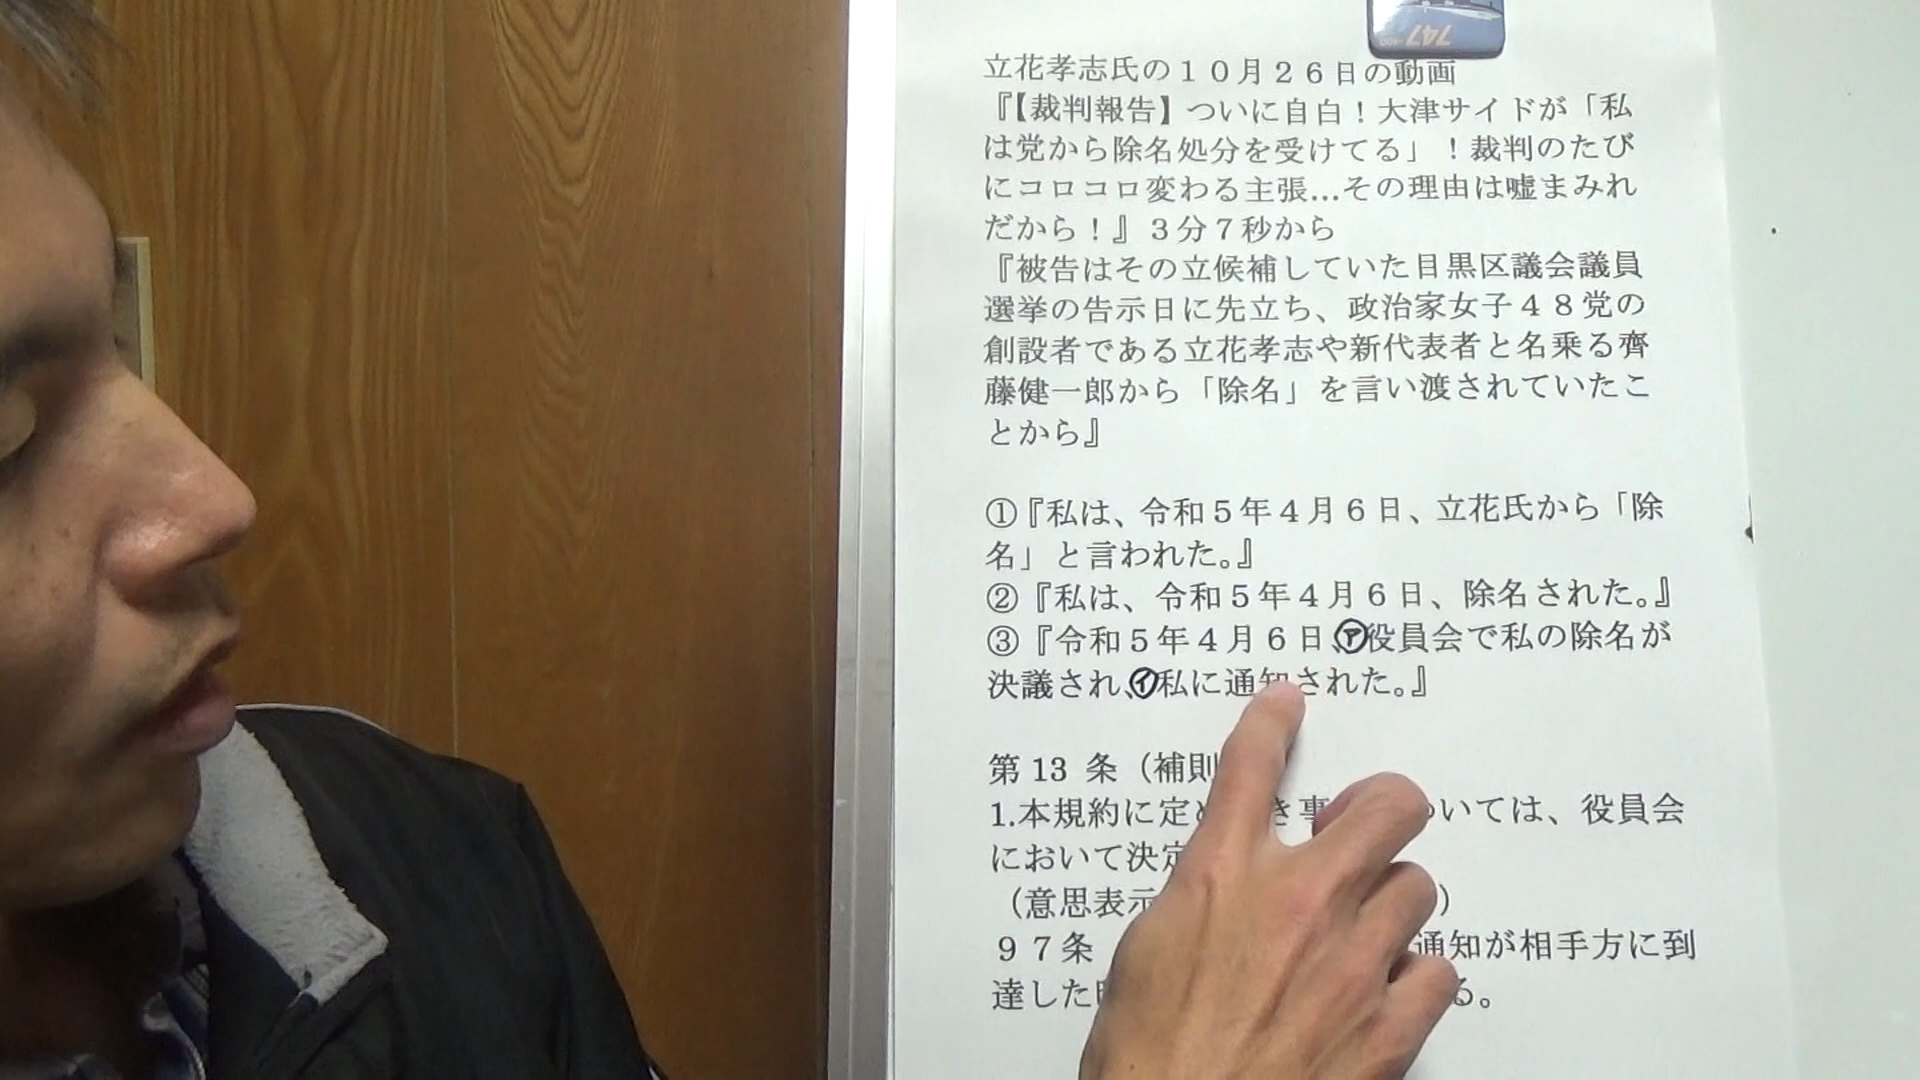 747
-400
立花孝志氏の１０月２６日の動画
『【裁判報告】ついに自白！大津サイドが「私
は党から除名処分を受けてる」！裁判のたび
にコロコロ変わる主張…その理由は嘘まみれ
だから！』３分７秒から
『被告はその立候補していた目黒区議会議員
選挙の告示日に先立ち、政治家女子４８党の
創設者である立花孝志や新代表者と名乗る齊
藤健一郎から「除名」を言い渡されていたこ
とから』
①『私は、令和５年４月６日、立花氏から「除
名」と言われた。』
②『私は、令和５年４月６日、除名された。』
③『令和５年４月６日、㋐役員会で私の除名が
決議され、㋑私に通知された。』
第 13 条（補則
1.本規約に定め き事 ついては、役員会
において決定
（意思表示 ）
９７条 通知が相手方に到
達した る。